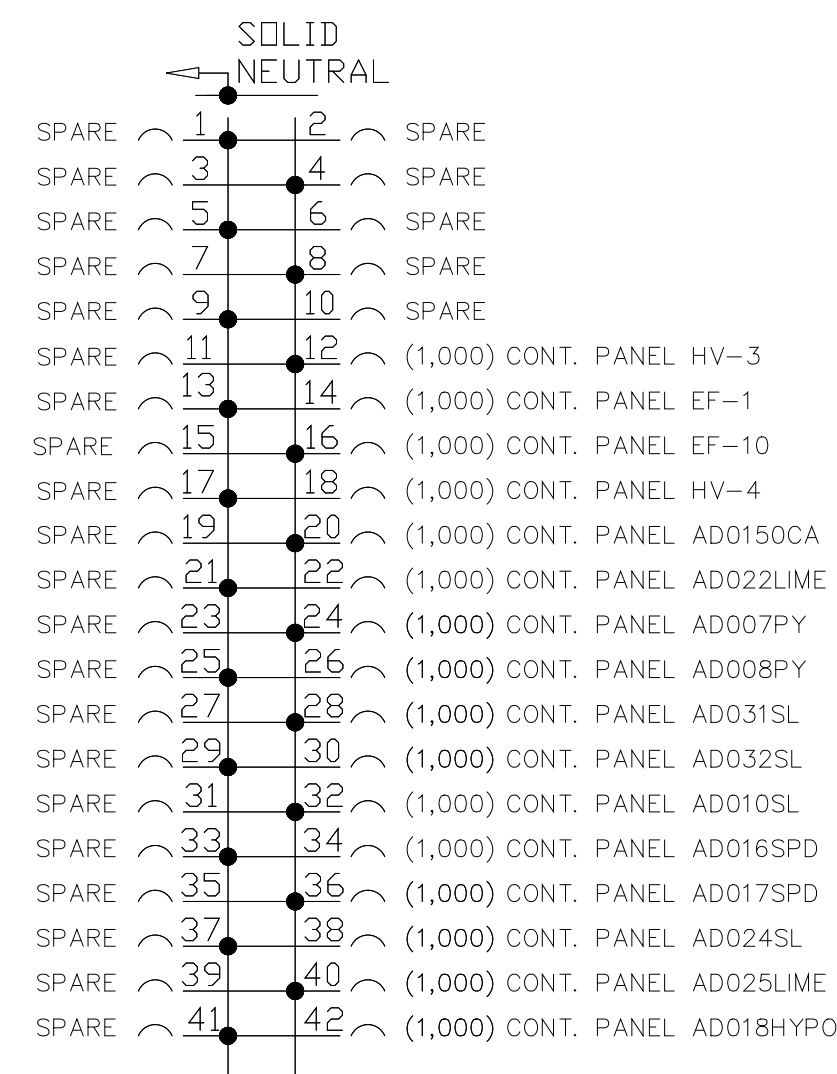 SOLID
NEUTRAL
SPARE 1 2 SPARE
SPARE 3 4 SPARE
SPARE 5 6 SPARE
SPARE 7 8 SPARE
SPARE 9 10 SPARE
SPARE 11 12 (1,000) CONT. PANEL HV-3
SPARE 13 14 (1,000) CONT. PANEL EF-1
SPARE 15 16 (1,000) CONT. PANEL EF-10
SPARE 17 18 (1,000) CONT. PANEL HV-4
SPARE 19 20 (1,000) CONT. PANEL AD0150CA
SPARE 21 22 (1,000) CONT. PANEL AD022LIME
SPARE 23 24 (1,000) CONT. PANEL AD007PY
SPARE 25 26 (1,000) CONT. PANEL AD008PY
SPARE 27 28 (1,000) CONT. PANEL AD031SL
SPARE 29 30 (1,000) CONT. PANEL AD032SL
SPARE 31 32 (1,000) CONT. PANEL AD010SL
SPARE 33 34 (1,000) CONT. PANEL AD016SPD
SPARE 35 36 (1,000) CONT. PANEL AD017SPD
SPARE 37 38 (1,000) CONT. PANEL AD024SL
SPARE 39 40 (1,000) CONT. PANEL AD025LIME
SPARE 41 42 (1,000) CONT. PANEL AD018HYPO